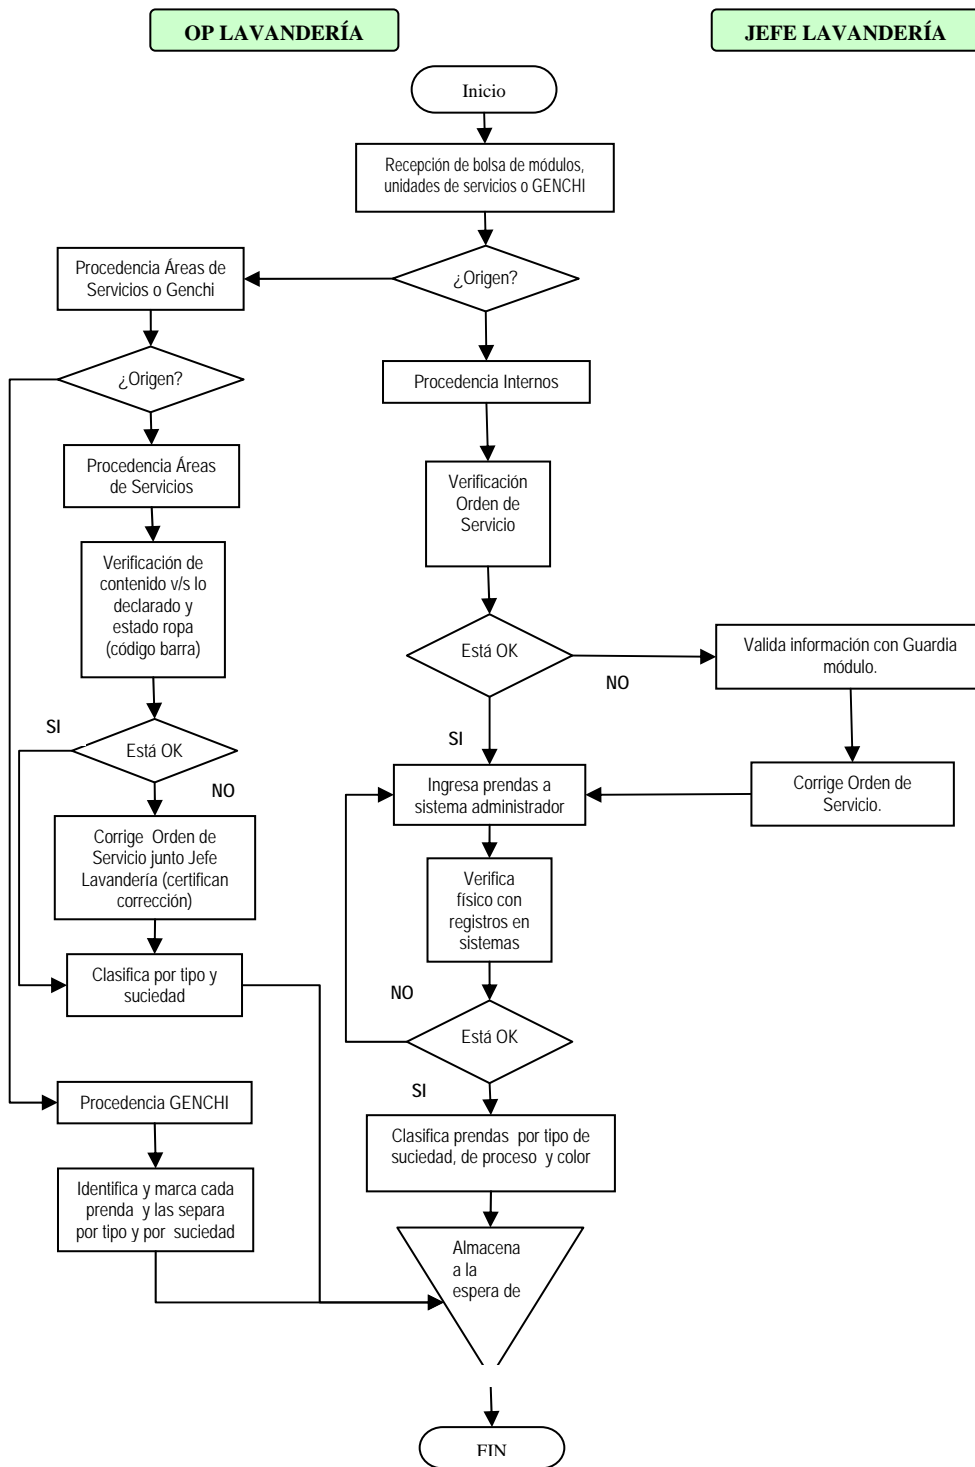 OP LAVANDERÍA
JEFE LAVANDERÍA
Inicio
Recepción de bolsa de módulos,
unidades de servicios o GENCHI
¿Origen?
Procedencia Áreas de
Servicios o Genchi
¿Origen?
Procedencia Internos
Procedencia Áreas
de Servicios
Verificación
Orden de
Servicio
Verificación de
contenido v/s lo
declarado y
estado ropa
(código barra)
Está OK
NO
Valida información con Guardia
módulo.
SI
Corrige Orden de
Servicio.
SI
Está OK
NO
Ingresa prendas a
sistema administrador
Corrige Orden de
Servicio junto Jefe
Lavandería (certifican
corrección)
Verifica
físico con
registros en
sistemas
Clasifica por tipo y
suciedad
NO
Está OK
SI
Procedencia GENCHI
Clasifica prendas por tipo de
suciedad, de proceso y color
Identifica y marca cada
prenda y las separa
por tipo y por suciedad
Almacena
a la
espera de
FIN